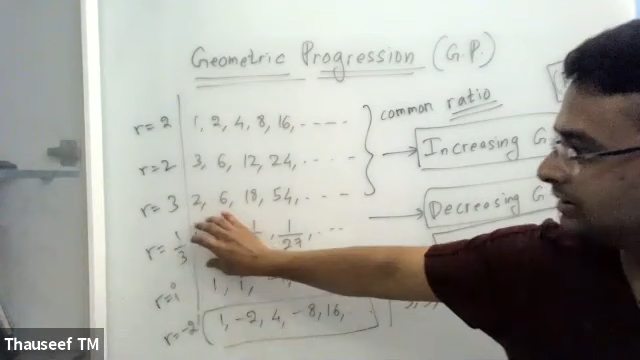 Geometric Progression (G.P.)
common ratio
r=2 1, 2, 4, 8, 16, -----
r=2 3, 6, 12, 24, ....
Increasing G.
r=3 2, 6, 18, 54, ....
Decreasing G.
r=1/3 1/27, ...
r=1 1, 1,
r=-2 1, -2, 4, -8, 16,
Thauseef TM